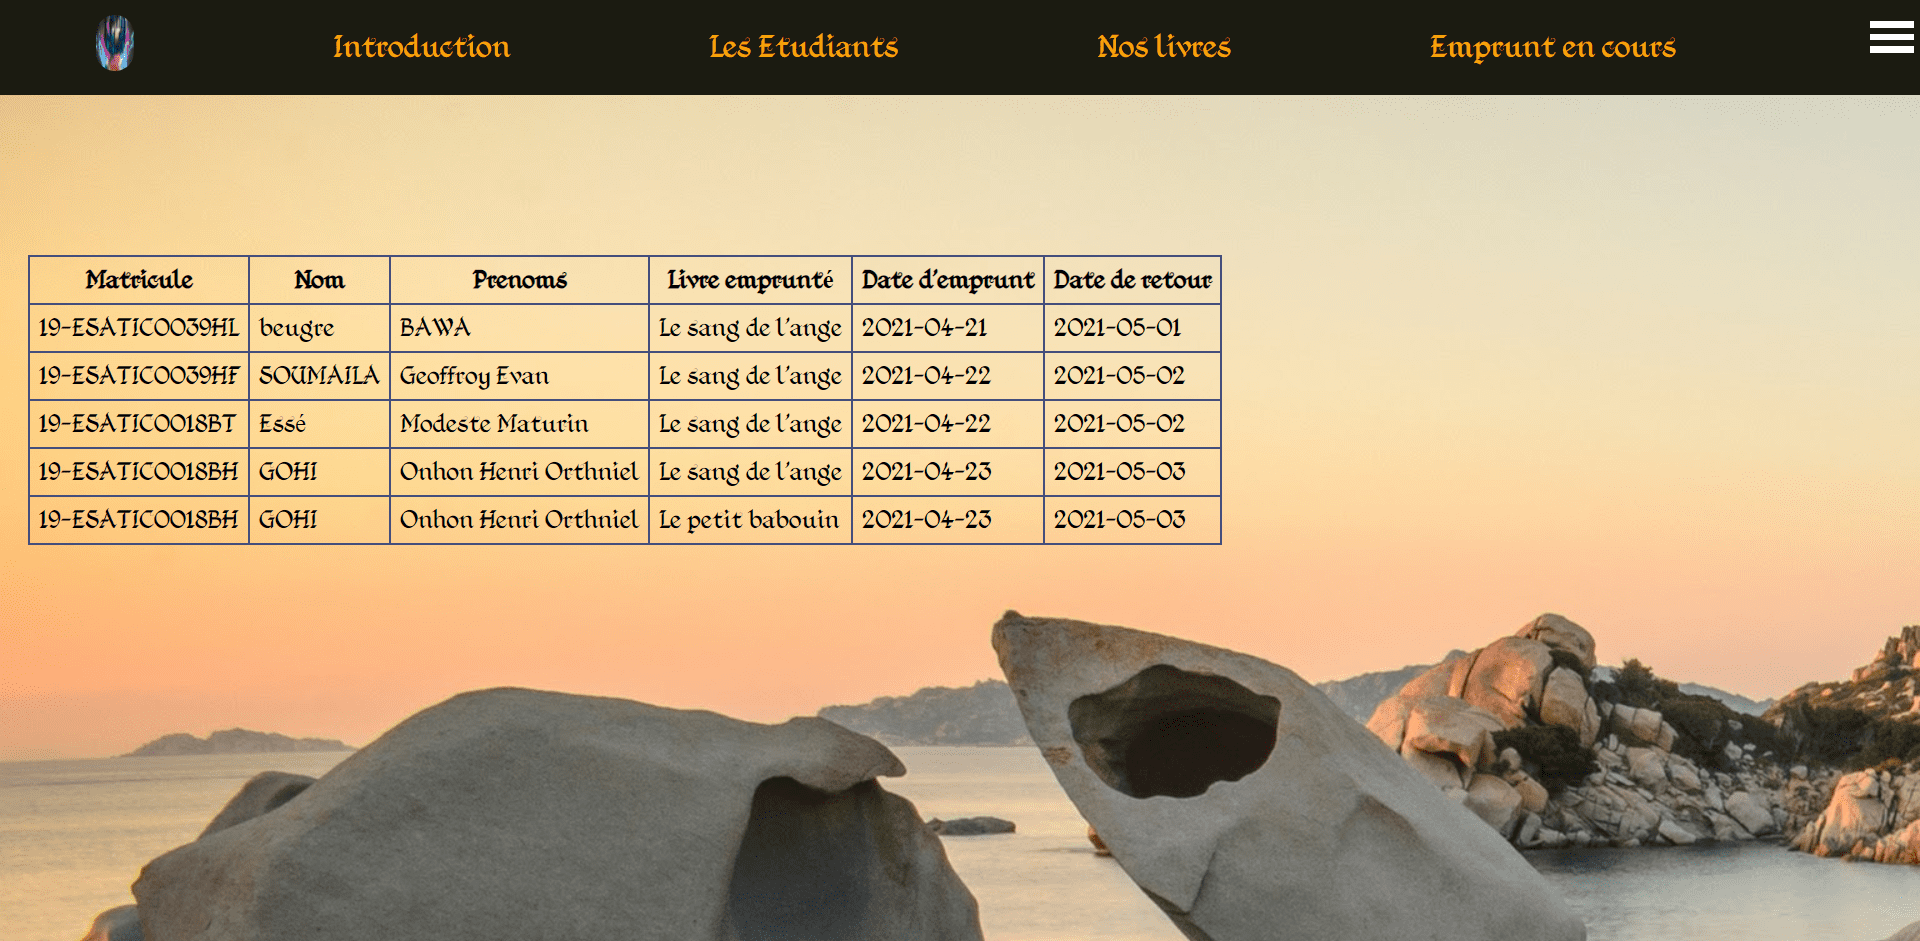 Introduction Les Etudiants Nos livres Emprunt en cours
Matricule Nom Prenoms Livre emprunté Date d'emprunt Date de retour
19-ESATIC0039HL beugre BAWA Le sang de l'ange 2021-04-21 2021-05-01
19-ESATIC0039HF SOUMAILA Geoffroy Evan Le sang de l'ange 2021-04-22 2021-05-02
19-ESATIC0018BT Essé Modeste Maturin Le sang de l'ange 2021-04-22 2021-05-02
19-ESATIC0018BH GOHI Onhon Henri Orthniel Le sang de l'ange 2021-04-23 2021-05-03
19-ESATIC0018BH GOHI Onhon Henri Orthniel Le petit babouin 2021-04-23 2021-05-03